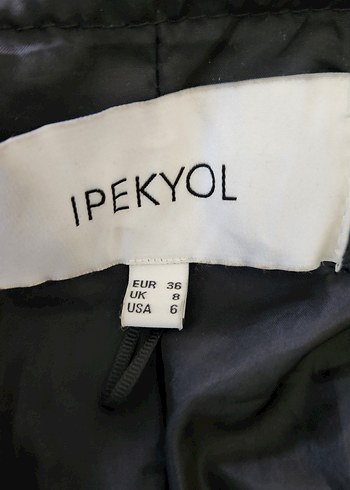 IPEKYOL
EUR 36
UK 8
USA 6